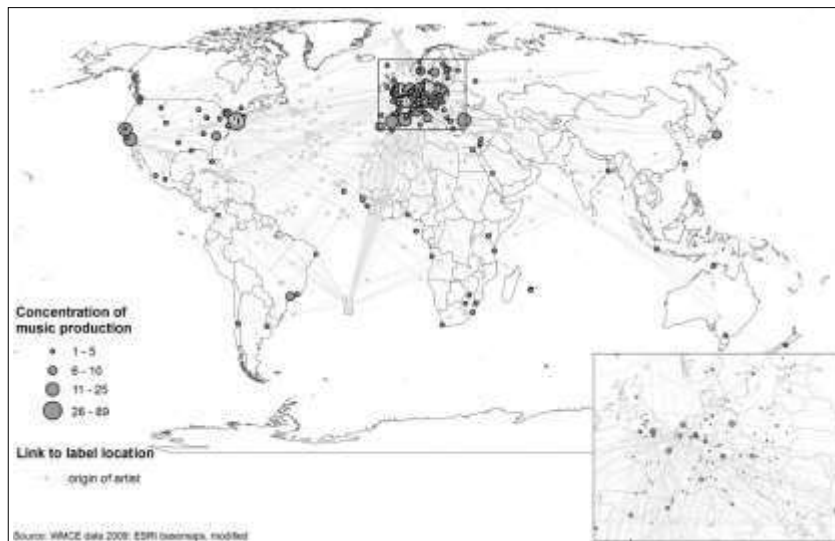 Concentration of
music production
1 - 5
6 - 10
11 - 25
26 - 89
Link to label location
origin of artist
Source: WMCE data 2009; ESRI basemaps, modified